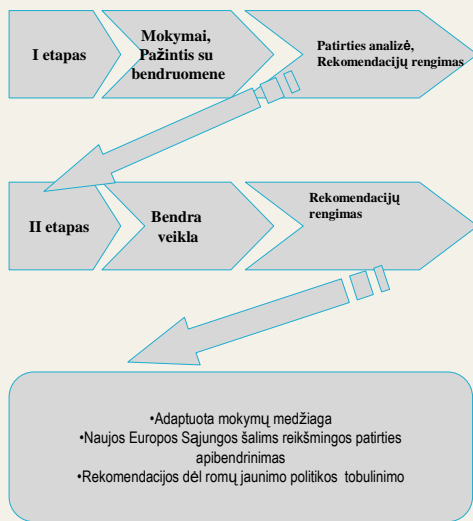 I etapas
Mokymai,
Pažintis su
bendruomene
Patirties analizė,
Rekomendacijų rengimas
II etapas
Bendra
veikla
Rekomendacijų
rengimas
•Adaptuota mokymų medžiaga
•Naujos Europos Sąjungos šalims reikšmingos patirties
apibendrinimas
•Rekomendacijos dėl romų jaunimo politikos tobulinimo